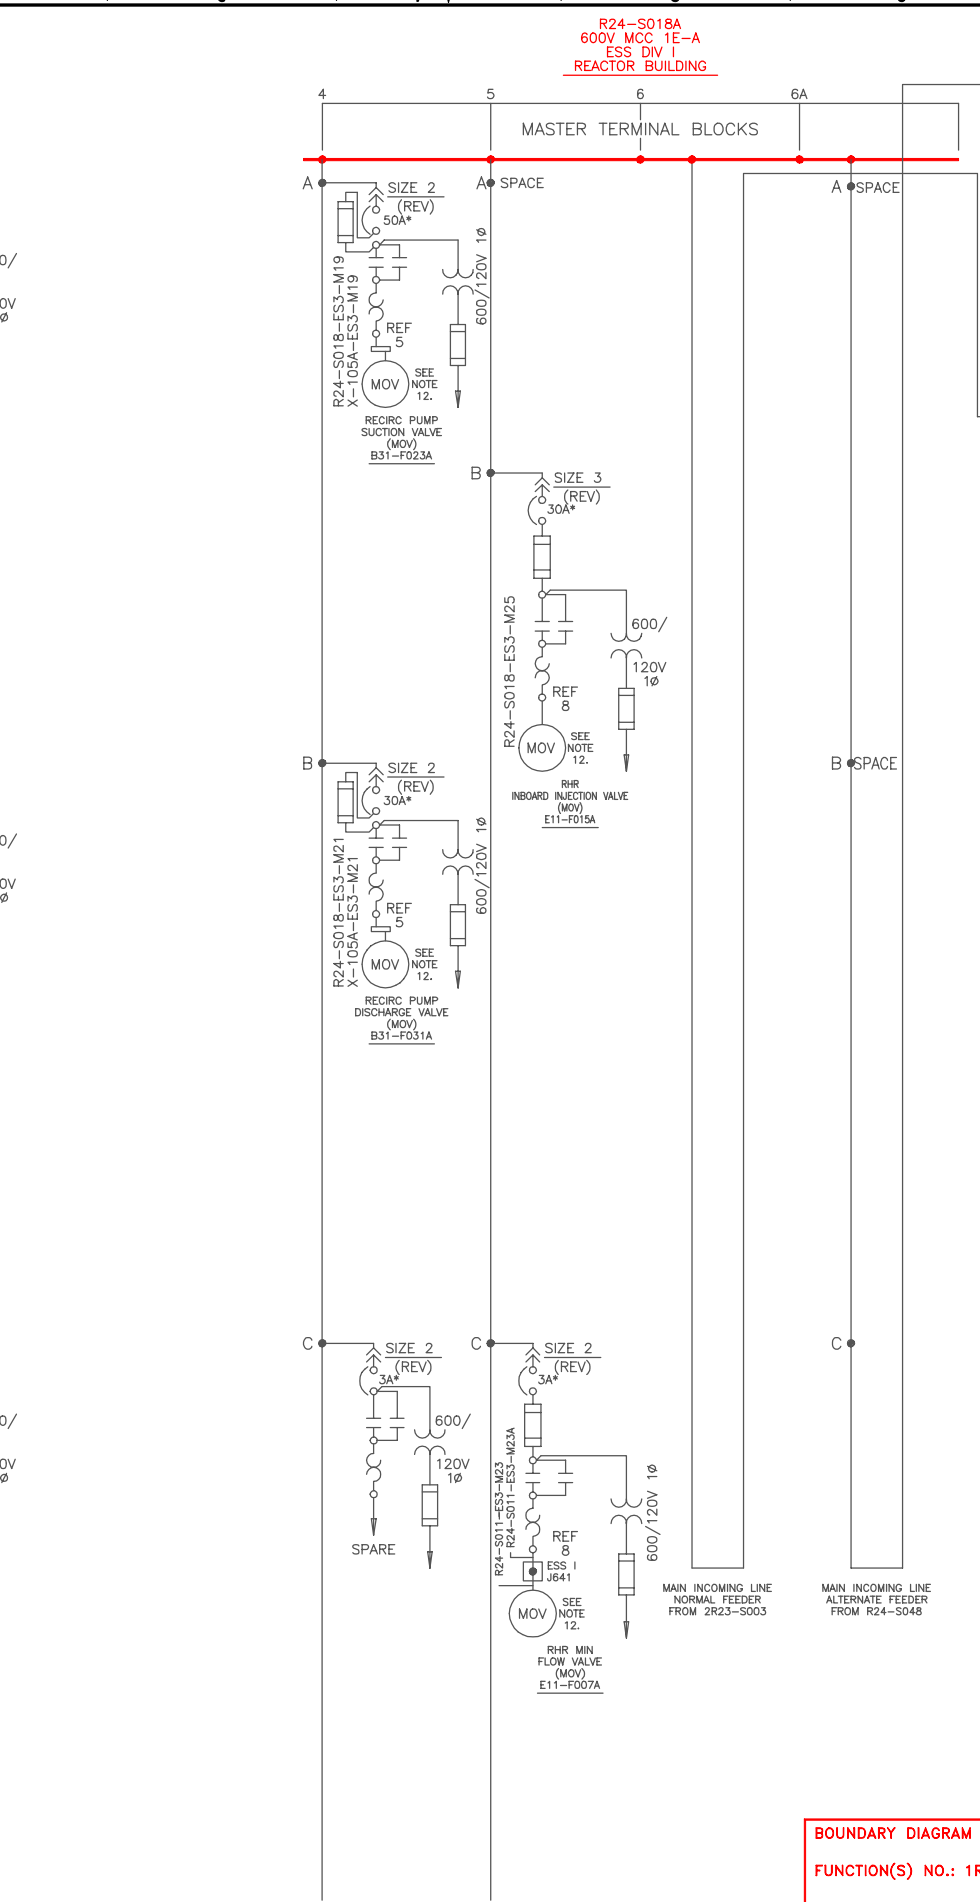 R24-S018A
600V MCC 1E-A
ESS DIV I
REACTOR BUILDING
4
5
6
6A
MASTER TERMINAL BLOCKS
A
SIZE 2
(REV)
50A*
R24-S018-ES3-M19
X-105A-ES3-M19
600/120V 1Ø
REF
5
MOV
SEE
NOTE
12.
RECIRC PUMP
SUCTION VALVE
(MOV)
B31-F023A
A
SPACE
A
SPACE
0/
0V
Ø
B
SIZE 3
(REV)
30A*
R24-S018-ES3-M25
600/
120V
1Ø
REF
8
MOV
SEE
NOTE
12.
RHR
INBOARD INJECTION VALVE
(MOV)
E11-F015A
B
SIZE 2
(REV)
30A*
R24-S018-ES3-M21
X-105A-ES3-M21
600/120V 1Ø
REF
5
MOV
SEE
NOTE
12.
RECIRC PUMP
DISCHARGE VALVE
(MOV)
B31-F031A
B
SPACE
0/
0V
Ø
C
SIZE 2
(REV)
3A*
600/
120V
1Ø
SPARE
C
SIZE 2
(REV)
3A*
R24-S011-ES3-M23
R24-S011-ES3-M23A
600/120V 1Ø
REF
8
ESS I
J641
MOV
SEE
NOTE
12.
RHR MIN
FLOW VALVE
(MOV)
E11-F007A
C
0/
0V
Ø
MAIN INCOMING LINE
NORMAL FEEDER
FROM 2R23-S003
MAIN INCOMING LINE
ALTERNATE FEEDER
FROM R24-S048
BOUNDARY DIAGRAM
FUNCTION(S) NO.: 1R